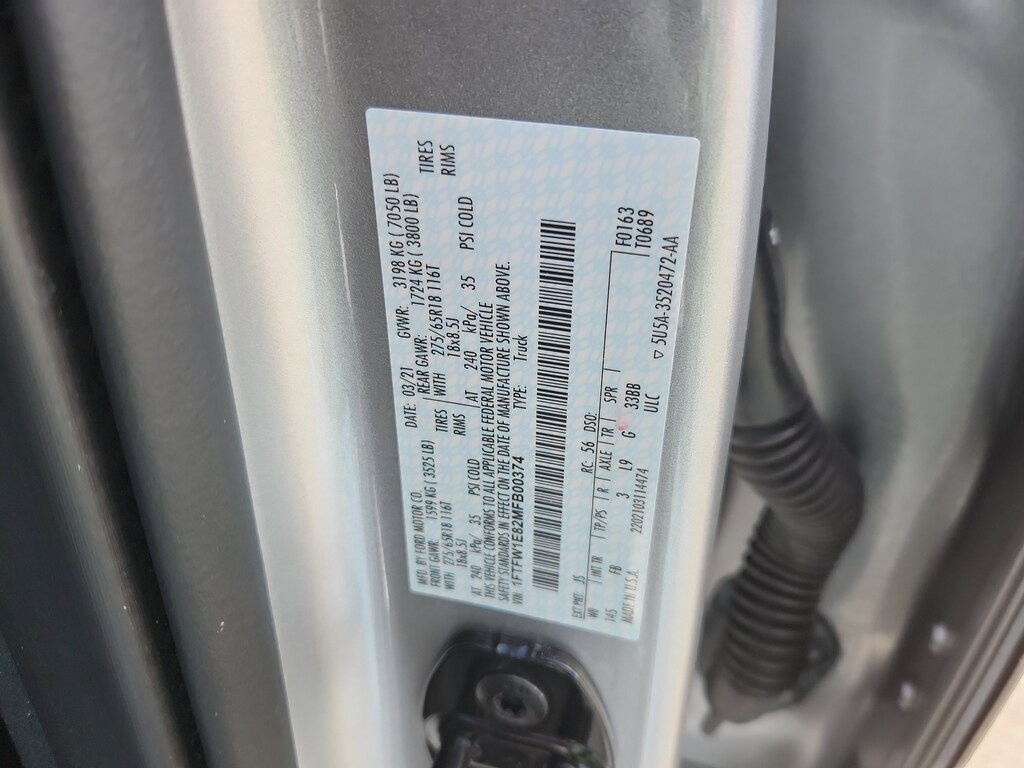 MFD. BY FORD MOTOR CO.
DATE: 03/21 GVWR: 3198 KG ( 7050 LB)
FRONT GAWR: 1599 KG ( 3525 LB) REAR GAWR: 1724 KG ( 3800 LB)
WITH 275/65R18 116T TIRES WITH 275/65R18 116T TIRES
18x8.5J RIMS 18x8.5J RIMS
AT 240 kPa/ 35 PSI COLD AT 240 kPa/ 35 PSI COLD
THIS VEHICLE CONFORMS TO ALL APPLICABLE FEDERAL MOTOR VEHICLE
SAFETY STANDARDS IN EFFECT ON THE DATE OF MANUFACTURE SHOWN ABOVE.
VIN: 1FTFW1E82MFB00374 TYPE: Truck
EXT PNT: JS RC: 56 DSO: F0163
WB INT TR TP/PS R AXLE TR SPR T0689
145 FB 3 L9 G 33BB
MADE IN U.S.A. 220210311447​4 ULC ▽ 5U5A-3520472-AA